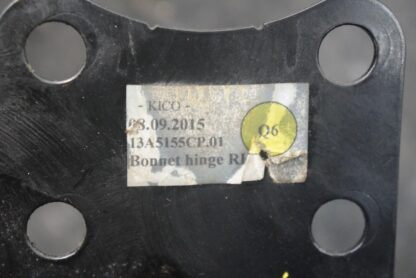 - KICO -
08.09.2015
Q6
13A5155CP.01
Bonnet hinge